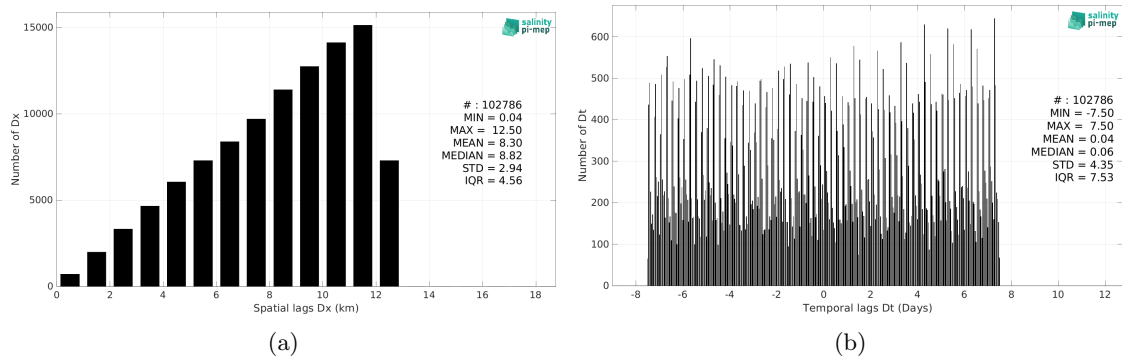 15000
10000
5000
0
Number of Dx
0 2 4 6 8 10 12 14 16 18
Spatial lags Dx (km)
salinity
pi-mep
# : 102786
MIN = 0.04
MAX = 12.50
MEAN = 8.30
MEDIAN = 8.82
STD = 2.94
IQR = 4.56
(a)
600
500
400
300
200
100
0
Number of Dt
-8 -6 -4 -2 0 2 4 6 8 10 12
Temporal lags Dt (Days)
salinity
pi-mep
# : 102786
MIN = -7.50
MAX = 7.50
MEAN = 0.04
MEDIAN = 0.06
STD = 4.35
IQR = 7.53
(b)